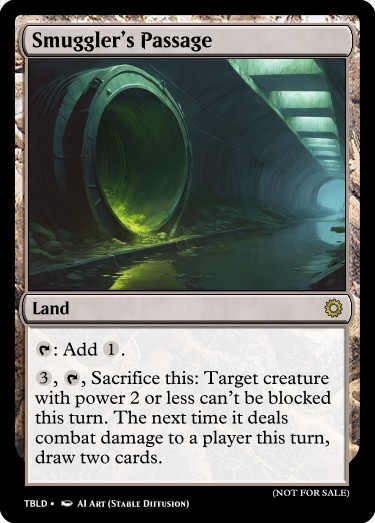 Smuggler's Passage
Land
: Add 1.
3, , Sacrifice this: Target creature
with power 2 or less can't be blocked
this turn. The next time it deals
combat damage to a player this turn,
draw two cards.
(NOT FOR SALE)
TBLD • AI Art (Stable Diffusion)